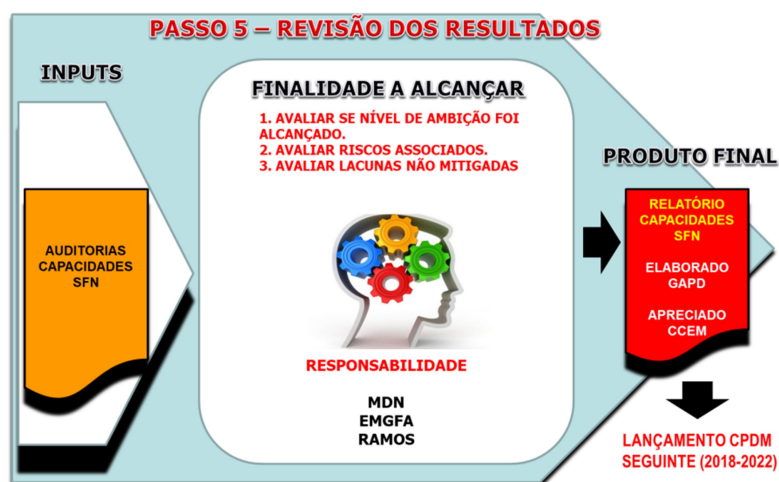 PASSO 5 – REVISÃO DOS RESULTADOS
INPUTS
AUDITORIAS
CAPACIDADES
SFN
FINALIDADE A ALCANÇAR
1. AVALIAR SE NÍVEL DE AMBIÇÃO FOI
ALCANÇADO.
2. AVALIAR RISCOS ASSOCIADOS.
3. AVALIAR LACUNAS NÃO MITIGADAS
RESPONSABILIDADE
MDN
EMGFA
RAMOS
PRODUTO FINAL
RELATÓRIO
CAPACIDADES
SFN
ELABORADO
GAPD
APRECIADO
CCEM
LANÇAMENTO CPDM
SEGUINTE (2018-2022)